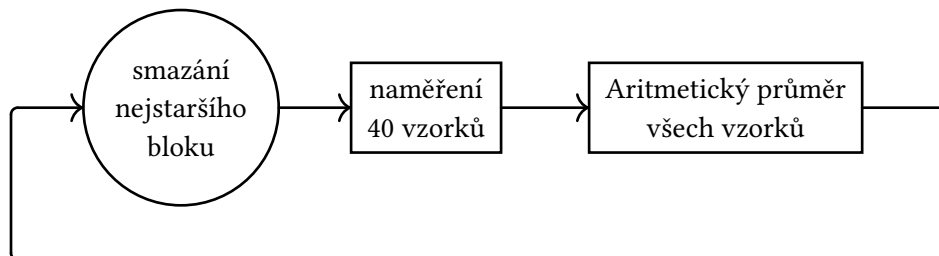 smazání
nejstaršího
bloku
naměření
40 vzorků
Aritmetický průměr
všech vzorků